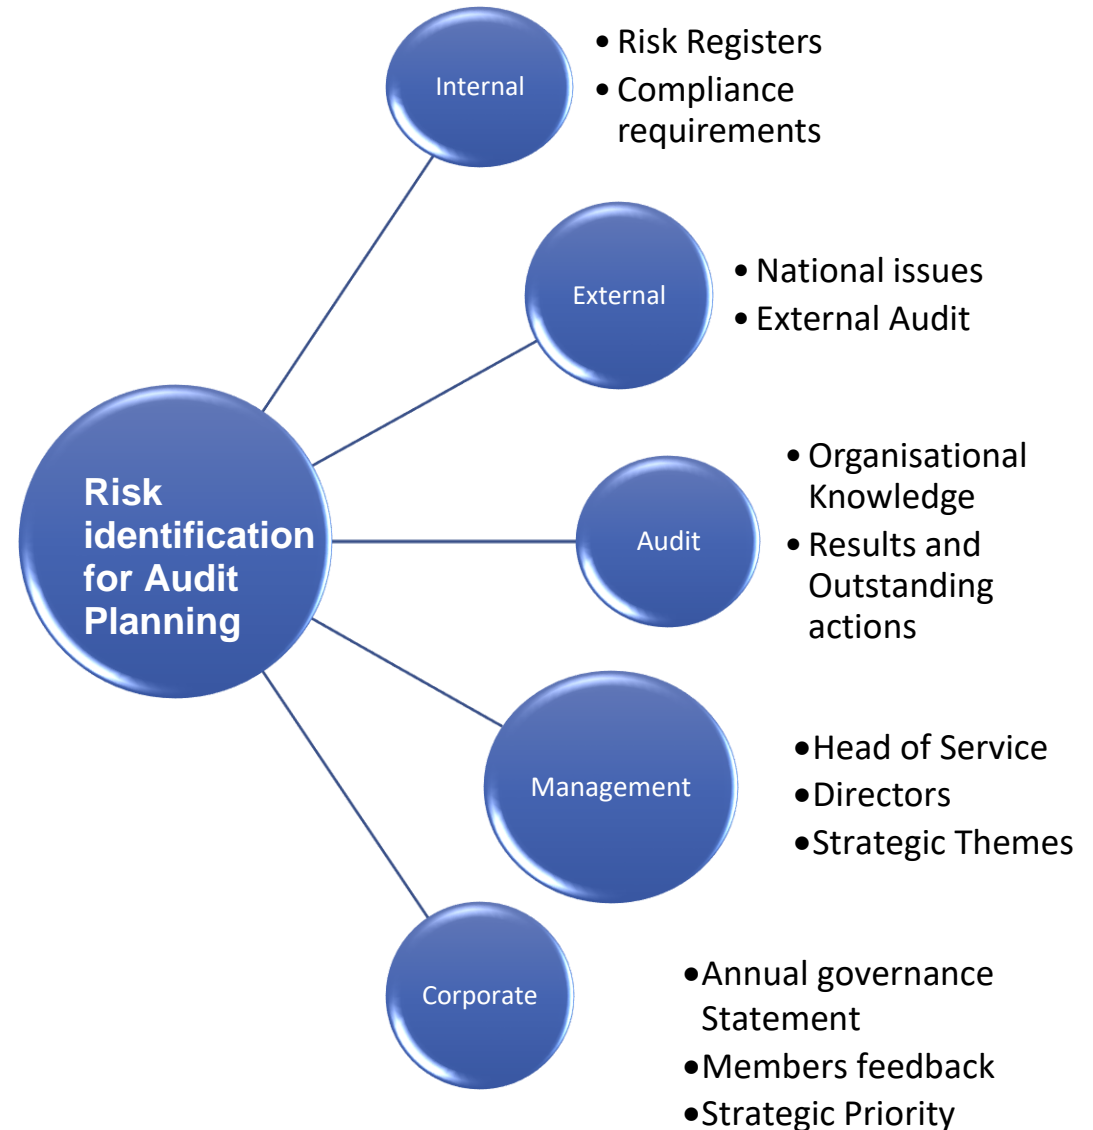 Internal
• Risk Registers
• Compliance
requirements
External
• National issues
• External Audit
Risk
identification
for Audit
Planning
Audit
• Organisational
Knowledge
• Results and
Outstanding
actions
Management
•Head of Service
•Directors
•Strategic Themes
Corporate
•Annual governance
Statement
•Members feedback
•Strategic Priority